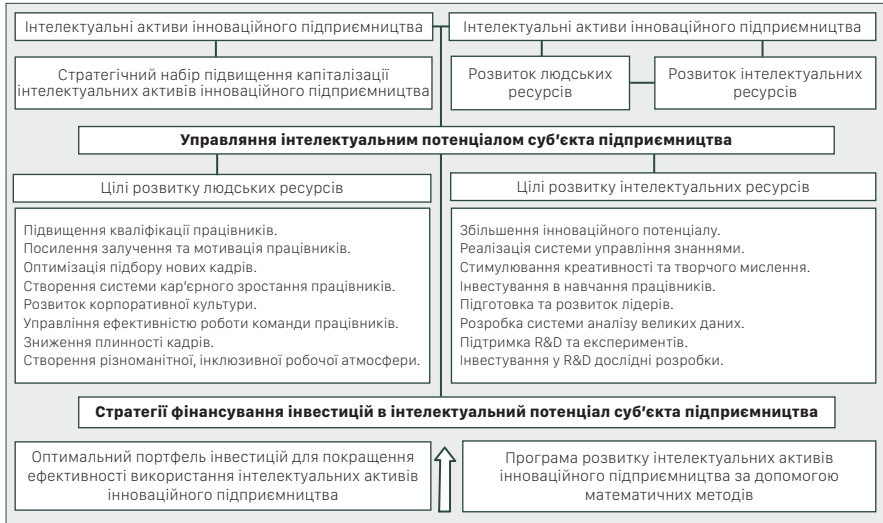 Інтелектуальні активи інноваційного підприємництва
Інтелектуальні активи інноваційного підприємництва
Стратегічний набір підвищення капіталізації
інтелектуальних активів інноваційного підприємництва
Розвиток людських
ресурсів
Розвиток інтелектуальних
ресурсів
Управляння інтелектуальним потенціалом суб'єкта підприємництва
Цілі розвитку людських ресурсів
Підвищення кваліфікації працівників.
Посилення залучення та мотивація працівників.
Оптимізація підбору нових кадрів.
Створення системи кар'єрного зростання працівників.
Розвиток корпоративної культури.
Управління ефективністю роботи команди працівників.
Зниження плинності кадрів.
Створення різноманітної, інклюзивної робочої атмосфери.
Цілі розвитку інтелектуальних ресурсів
Збільшення інноваційного потенціалу.
Реалізація системи управління знаннями.
Стимулювання креативності та творчого мислення.
Інвестування в навчання працівників.
Підготовка та розвиток лідерів.
Розробка системи аналізу великих даних.
Підтримка R&D та експериментів.
Інвестування у R&D дослідні розробки.
Стратегії фінансування інвестицій в інтелектуальний потенціал суб'єкта підприємництва
Оптимальний портфель інвестицій для покращення
ефективності використання інтелектуальних активів
інноваційного підприємництва
Програма розвитку інтелектуальних активів
інноваційного підприємництва за допомогою
математичних методів